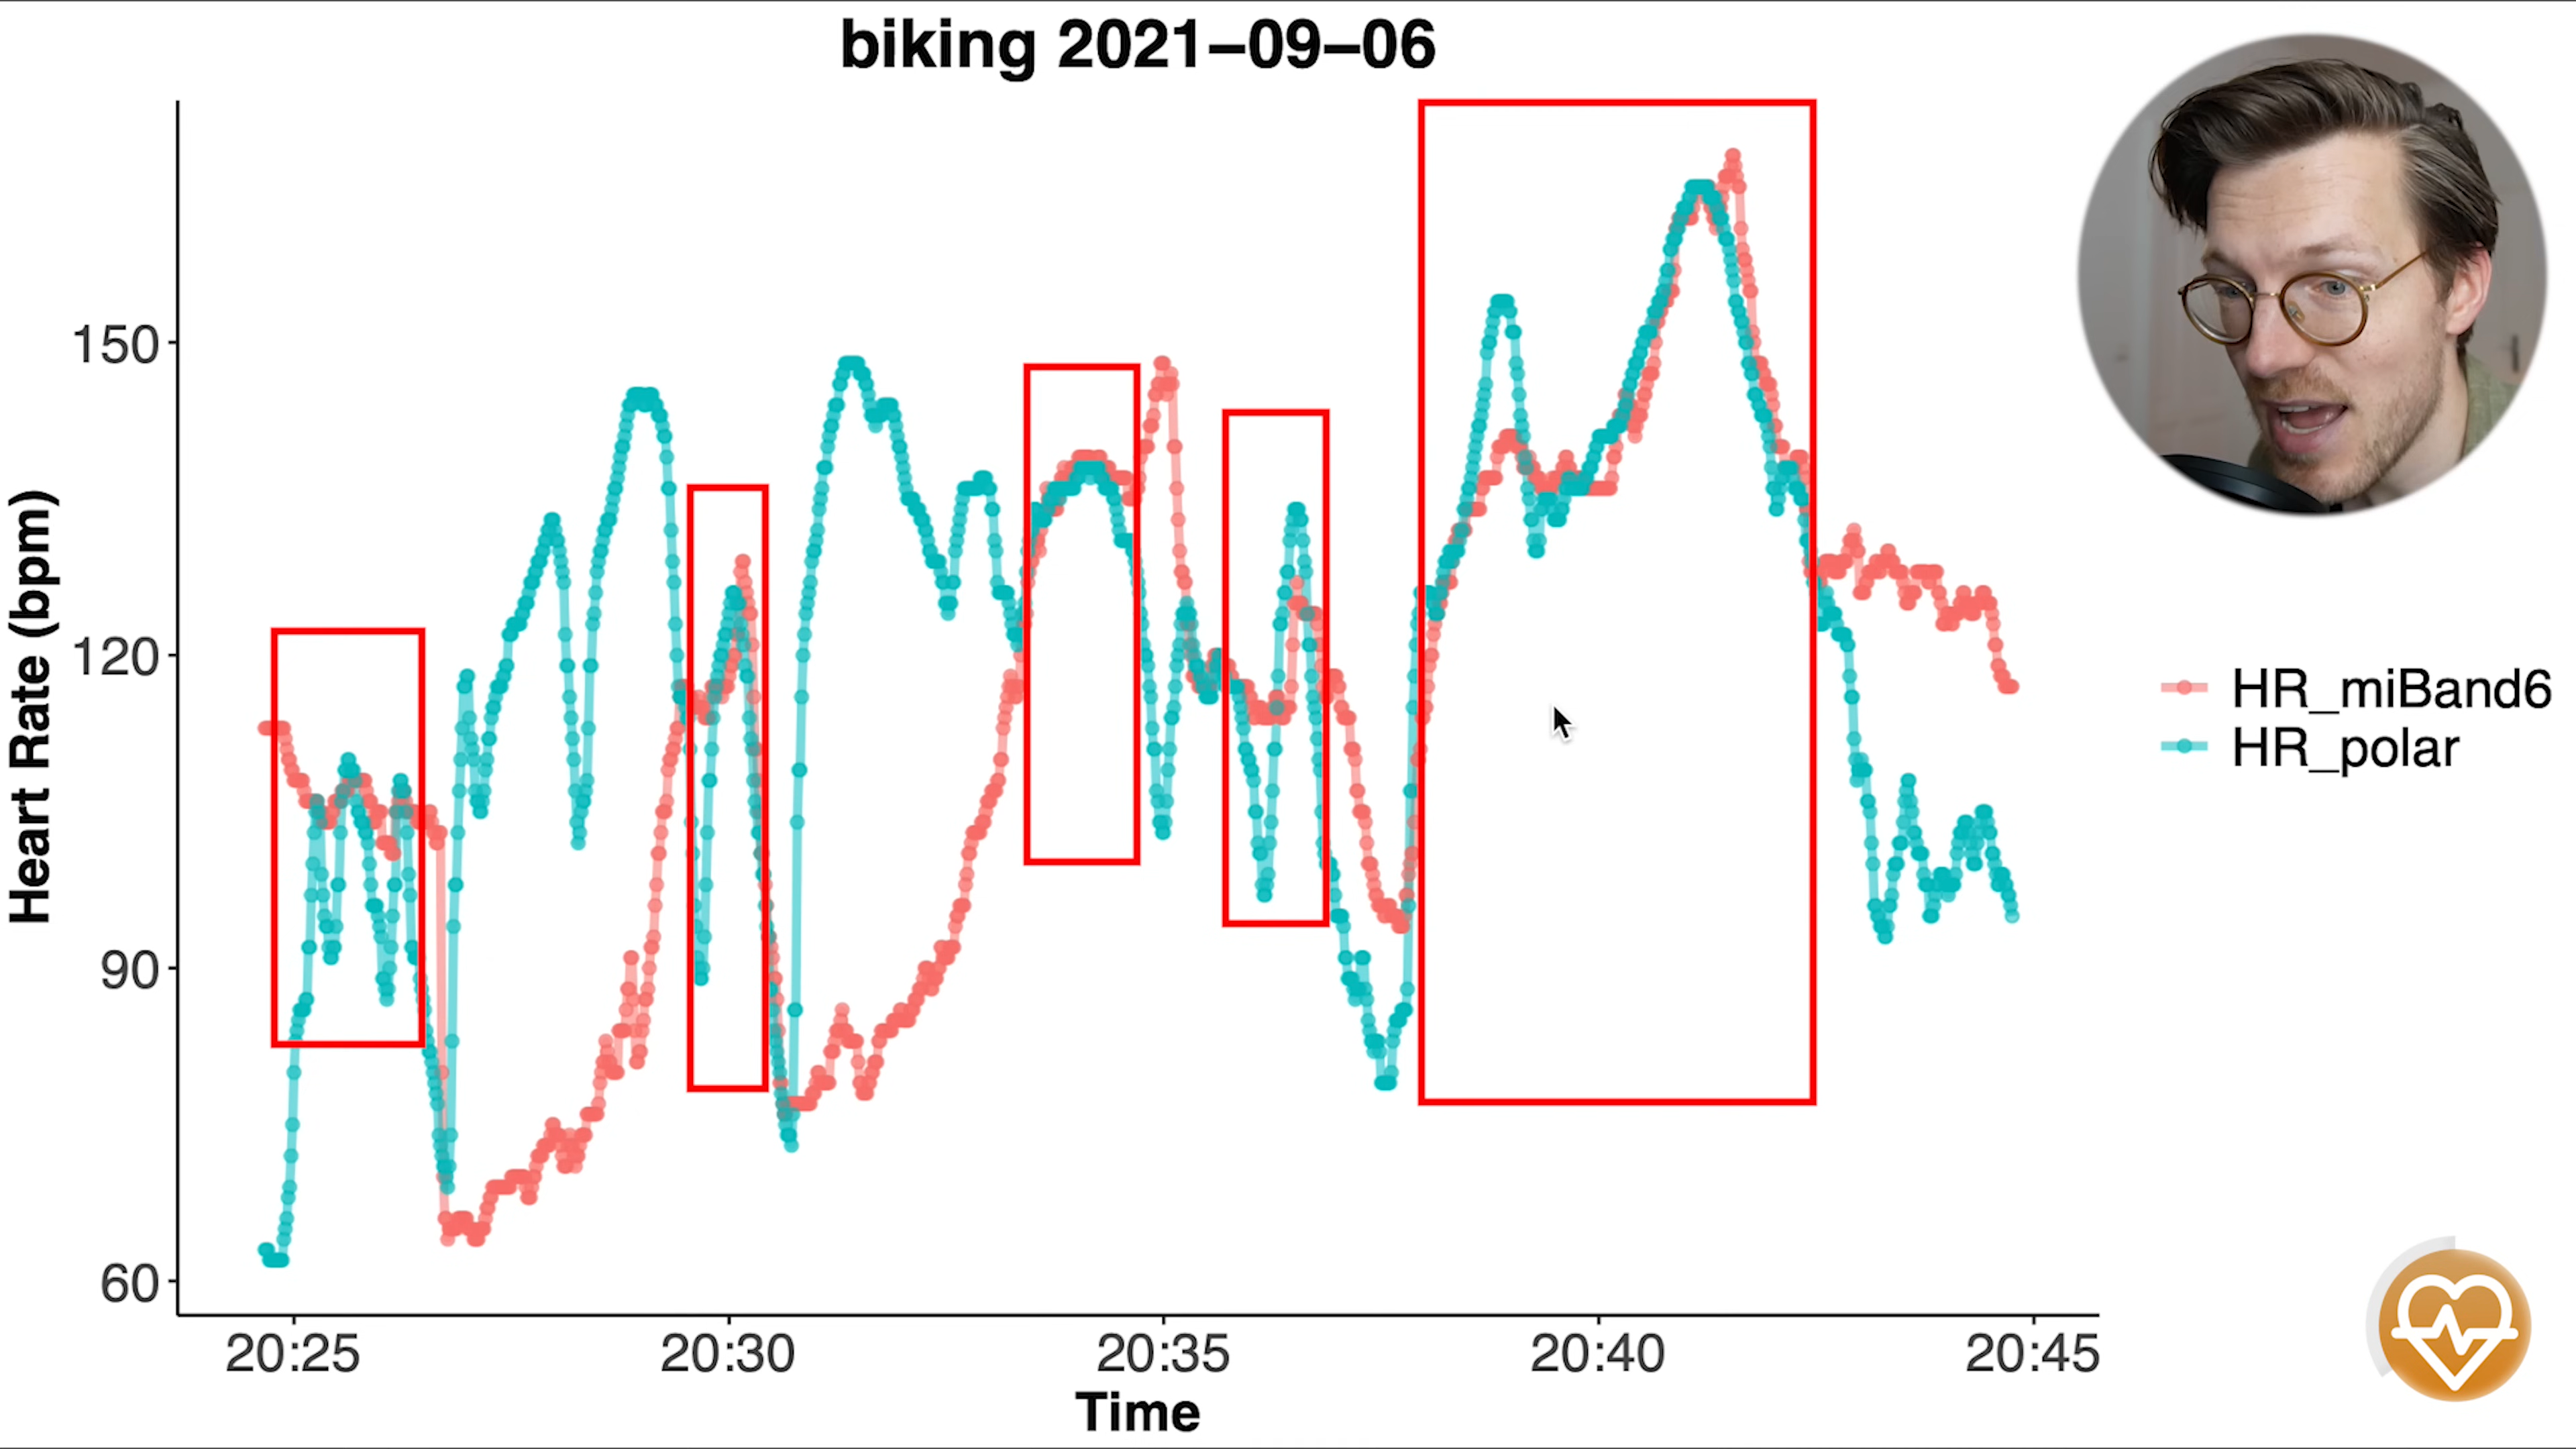 biking 2021–09–06
Heart Rate (bpm)
150
120
90
60
20:25
20:30
20:35
20:40
20:45
Time
HR_miBand6
HR_polar